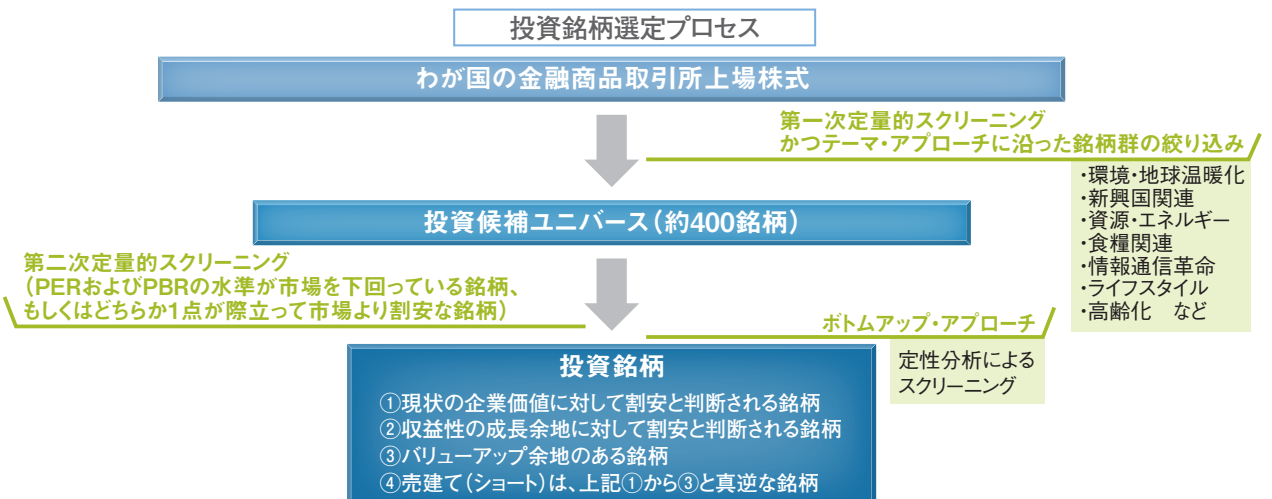 投資銘柄選定プロセス
わが国の金融商品取引所上場株式
第一次定量的スクリーニング
かつテーマ・アプローチに沿った銘柄群の絞り込み
・環境・地球温暖化
・新興国関連
・資源・エネルギー
・食糧関連
・情報通信革命
・ライフスタイル
・高齢化　など
投資候補ユニバース（約400銘柄）
第二次定量的スクリーニング
（PERおよびPBRの水準が市場を下回っている銘柄、
もしくはどちらか1点が際立って市場より割安な銘柄）
ボトムアップ・アプローチ
定性分析による
スクリーニング
投資銘柄
①現状の企業価値に対して割安と判断される銘柄
②収益性の成長余地に対して割安と判断される銘柄
③バリューアップ余地のある銘柄
④売建て（ショート）は、上記①から③と真逆な銘柄